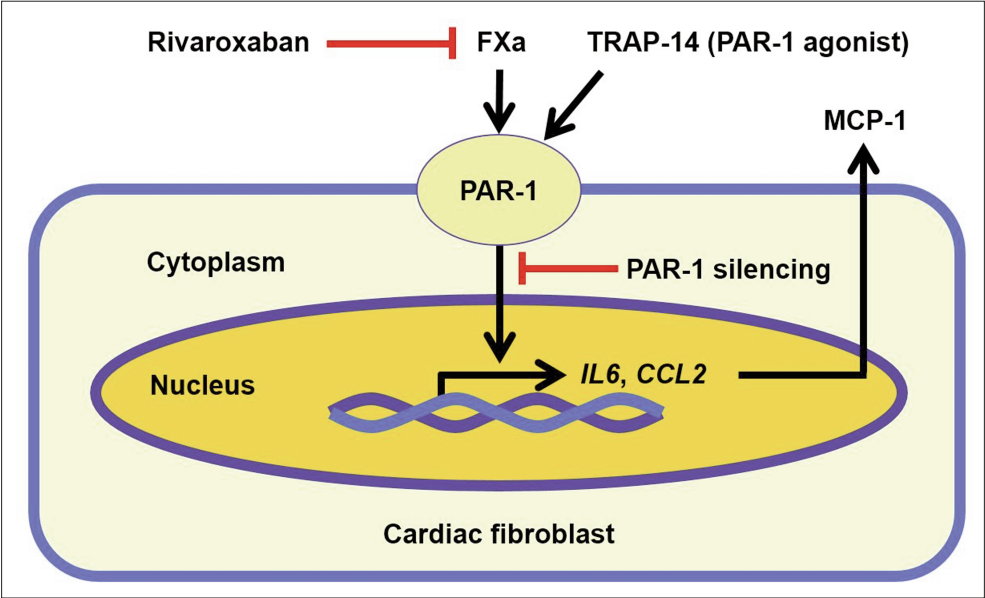 Rivaroxaban
FXa
TRAP-14 (PAR-1 agonist)
MCP-1
PAR-1
Cytoplasm
PAR-1 silencing
Nucleus
IL6, CCL2
Cardiac fibroblast